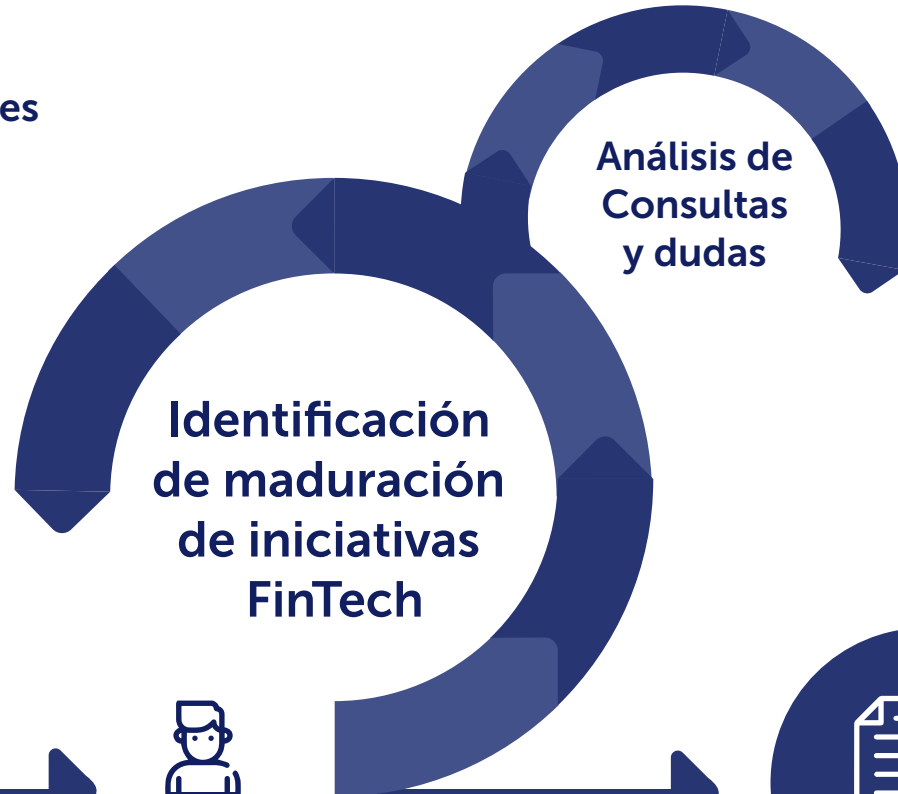 es
Análisis de
Consultas
y dudas
Identificación
de maduración
de iniciativas
FinTech